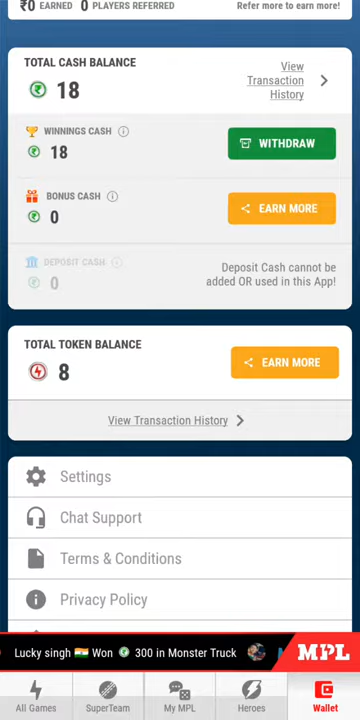 ₹0 EARNED 0 PLAYERS REFERRED Refer more to earn more!
TOTAL CASH BALANCE
₹ 18
View
Transaction
History
WINNINGS CASH i
₹ 18
WITHDRAW
BONUS CASH i
₹ 0
EARN MORE
DEPOSIT CASH i
₹ 0
Deposit Cash cannot be
added OR used in this App!
TOTAL TOKEN BALANCE
8
EARN MORE
View Transaction History
Settings
Chat Support
Terms & Conditions
Privacy Policy
Lucky singh 🇮🇳 Won ₹ 300 in Monster Truck
MPL
All Games SuperTeam My MPL Heroes Wallet